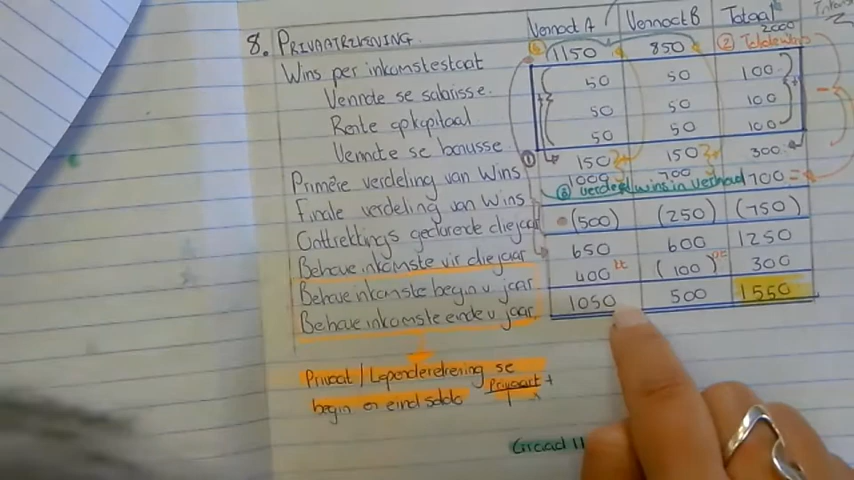 8. PRIVAATREKENING. Vennoot A Vennoot B Totaal
2000
Wins per inkomstestaat 1150 850 ② Totale wins
Vennote se salarisse. 50 50 100
Rente op kapitaal 50 50 100
Vennote se bonusse 50 50 100
Primêre verdeling van Wins ① 150 150 300
Finale verdeling van Wins 1000 700 1700 =
③ verdeel wins in verhouding
Onttrekkings gedurende die jaar (500) (250) (750)
Behoue inkomste vir die jaar 650 600 1250
Behoue inkomste begin v jaar 400 (100) 300
Behoue inkomste einde v jaar 1050 500 1550
Privaat / Lopenderekening se
begin en eind saldo
Graad 11